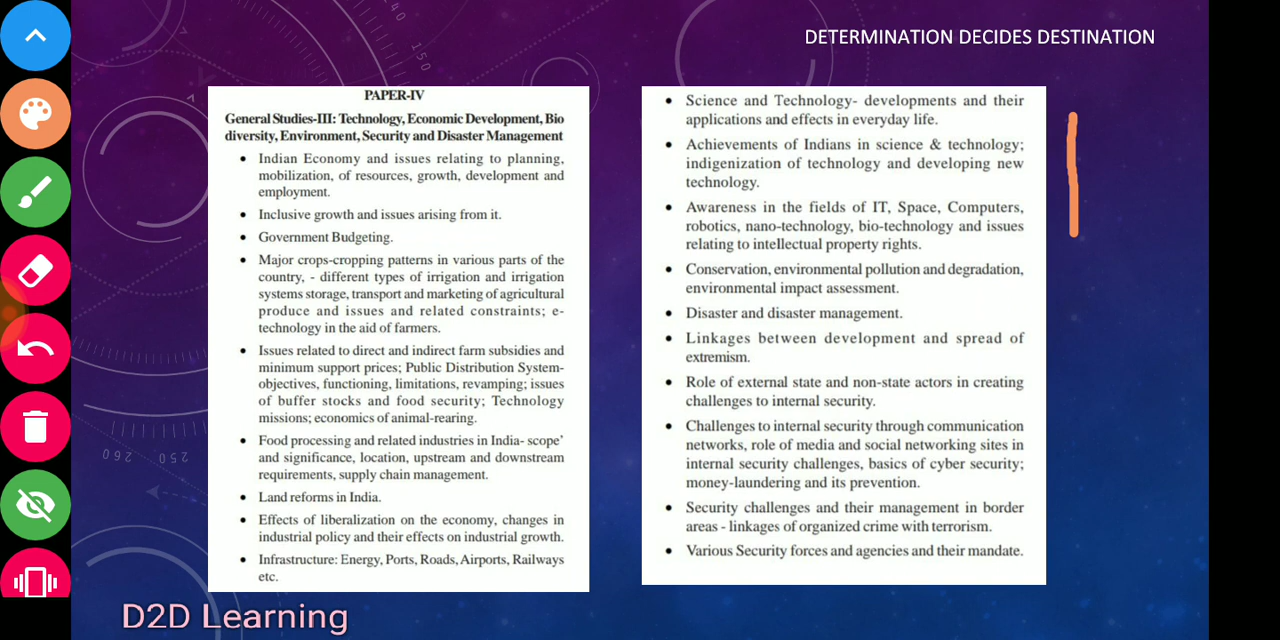 DETERMINATION DECIDES DESTINATION
PAPER-IV
General Studies-III: Technology, Economic Development, Bio
diversity, Environment, Security and Disaster Management
• Indian Economy and issues relating to planning,
mobilization, of resources, growth, development and
employment.
• Inclusive growth and issues arising from it.
• Government Budgeting.
• Major crops-cropping patterns in various parts of the
country, - different types of irrigation and irrigation
systems storage, transport and marketing of agricultural
produce and issues and related constraints; e-
technology in the aid of farmers.
• Issues related to direct and indirect farm subsidies and
minimum support prices; Public Distribution System-
objectives, functioning, limitations, revamping; issues
of buffer stocks and food security; Technology
missions; economics of animal-rearing.
• Food processing and related industries in India- scope’
and significance, location, upstream and downstream
requirements, supply chain management.
• Land reforms in India.
• Effects of liberalization on the economy, changes in
industrial policy and their effects on industrial growth.
• Infrastructure: Energy, Ports, Roads, Airports, Railways
etc.
• Science and Technology- developments and their
applications and effects in everyday life.
• Achievements of Indians in science & technology;
indigenization of technology and developing new
technology.
• Awareness in the fields of IT, Space, Computers,
robotics, nano-technology, bio-technology and issues
relating to intellectual property rights.
• Conservation, environmental pollution and degradation,
environmental impact assessment.
• Disaster and disaster management.
• Linkages between development and spread of
extremism.
• Role of external state and non-state actors in creating
challenges to internal security.
• Challenges to internal security through communication
networks, role of media and social networking sites in
internal security challenges, basics of cyber security;
money-laundering and its prevention.
• Security challenges and their management in border
areas - linkages of organized crime with terrorism.
• Various Security forces and agencies and their mandate.
140
150
260
250
D2D Learning